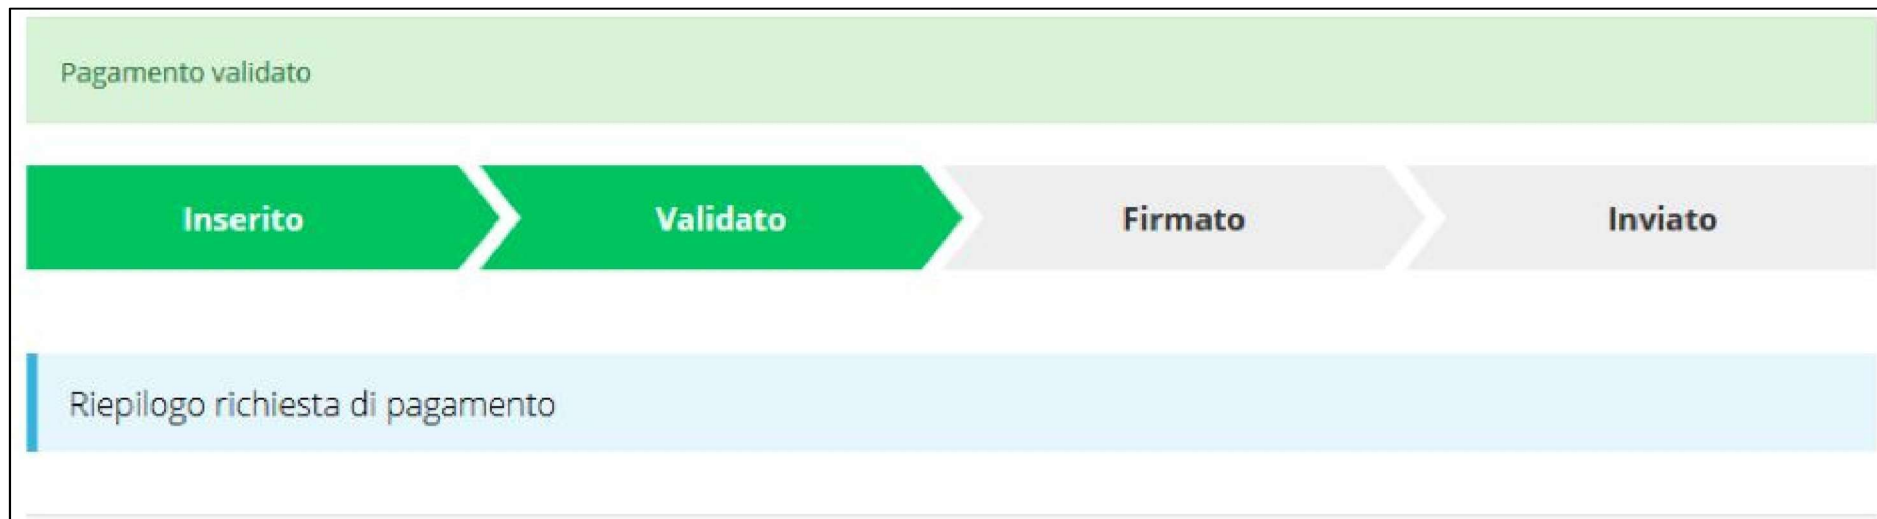 Pagamento validato
Inserito Validato Firmato Inviato
Riepilogo richiesta di pagamento